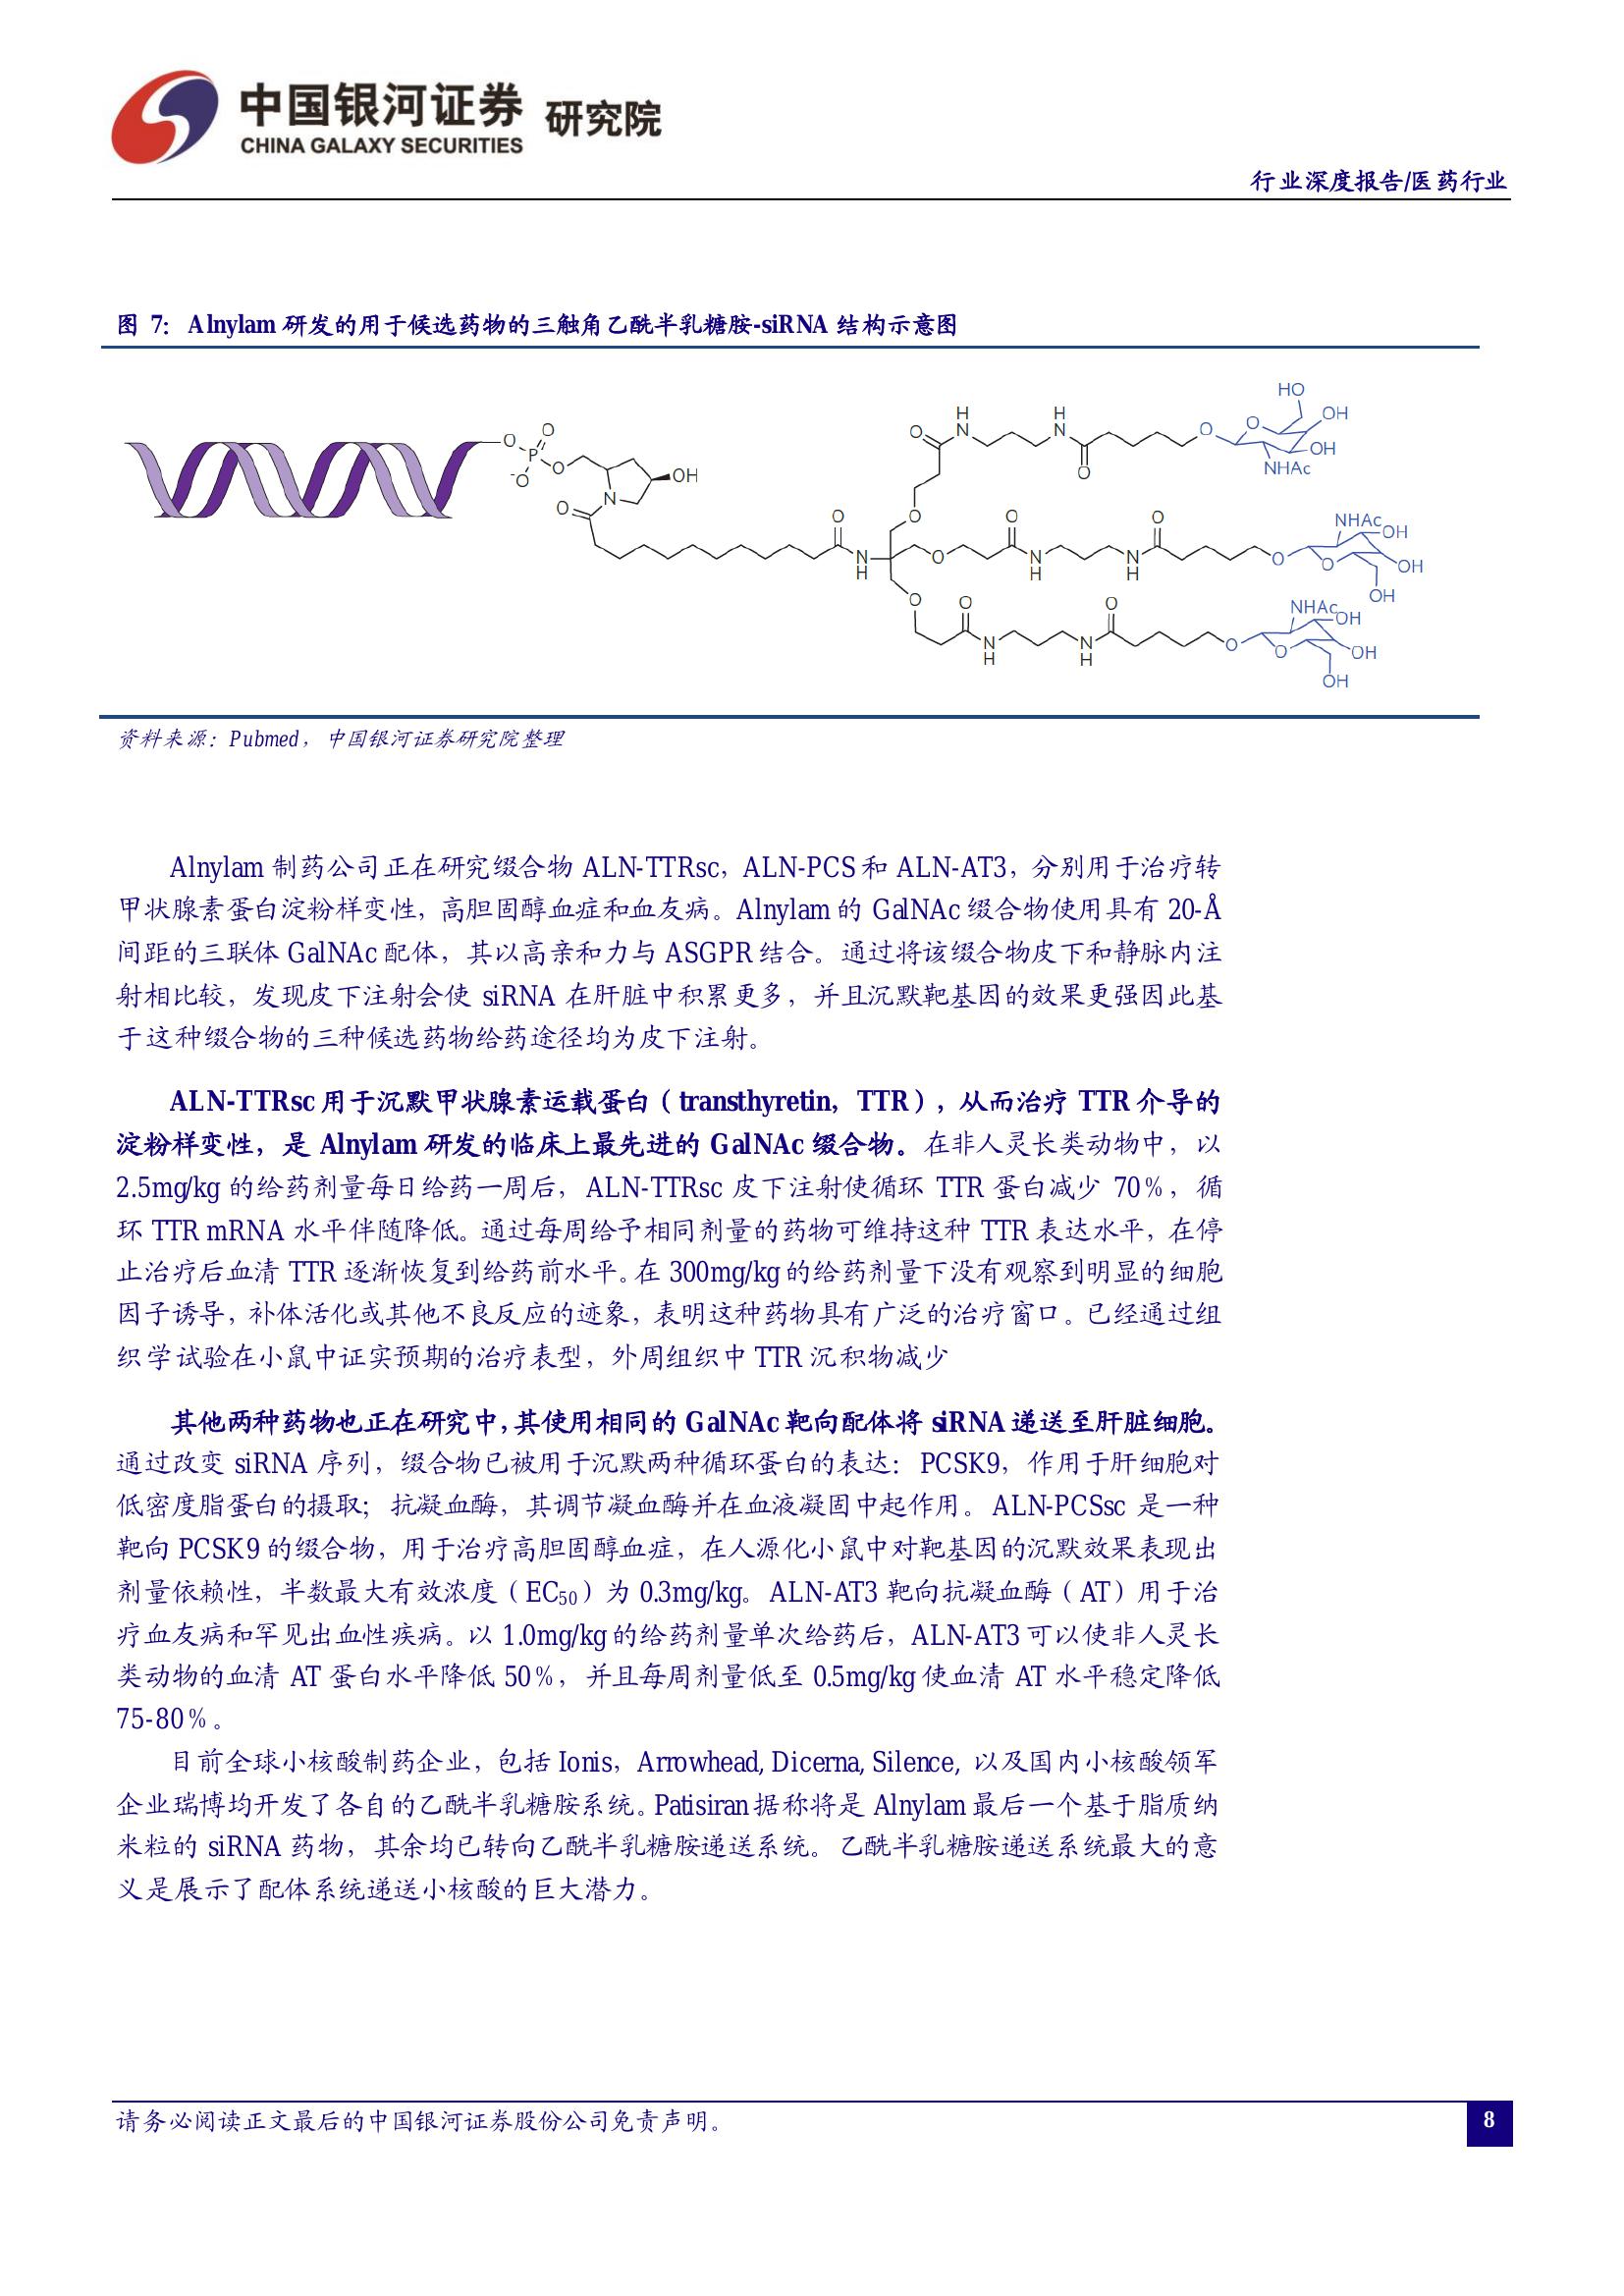 中国银河证券 研究院
CHINA GALAXY SECURITIES
行业深度报告/医药行业
图 7： Alnylam 研发的用于候选药物的三触角乙酰半乳糖胺-siRNA 结构示意图
HO
OH
O
O
OH
NHAc
H
N
H
N
O
O
O
O
O
P
-O
O
OH
N
O
O
N
H
O
O
N
H
N
H
O
O
NHAc
OH
O
OH
OH
O
O
N
H
N
H
O
O
NHAc
OH
O
OH
OH
资料来源：Pubmed，中国银河证券研究院整理
Alnylam 制药公司正在研究缀合物 ALN-TTRsc，ALN-PCS 和 ALN-AT3，分别用于治疗转
甲状腺素蛋白淀粉样变性，高胆固醇血症和血友病。Alnylam 的 GalNAc 缀合物使用具有 20-Å
间距的三联体 GalNAc 配体，其以高亲和力与 ASGPR 结合。通过将该缀合物皮下和静脉内注
射相比较，发现皮下注射会使 siRNA 在肝脏中积累更多，并且沉默靶基因的效果更强因此基
于这种缀合物的三种候选药物给药途径均为皮下注射。
ALN-TTRsc 用于沉默甲状腺素运载蛋白（transthyretin，TTR），从而治疗 TTR 介导的
淀粉样变性，是 Alnylam 研发的临床上最先进的 GalNAc 缀合物。在非人灵长类动物中，以
2.5mg/kg 的给药剂量每日给药一周后，ALN-TTRsc 皮下注射使循环 TTR 蛋白减少 70%，循
环 TTR mRNA 水平伴随降低。通过每周给予相同剂量的药物可维持这种 TTR 表达水平，在停
止治疗后血清 TTR 逐渐恢复到给药前水平。在 300mg/kg 的给药剂量下没有观察到明显的细胞
因子诱导，补体活化或其他不良反应的迹象，表明这种药物具有广泛的治疗窗口。已经通过组
织学试验在小鼠中证实预期的治疗表型，外周组织中 TTR 沉积物减少
其他两种药物也正在研究中，其使用相同的 GalNAc 靶向配体将 siRNA 递送至肝脏细胞。
通过改变 siRNA 序列，缀合物已被用于沉默两种循环蛋白的表达：PCSK9，作用于肝细胞对
低密度脂蛋白的摄取；抗凝血酶，其调节凝血酶并在血液凝固中起作用。ALN-PCSsc 是一种
靶向 PCSK9 的缀合物，用于治疗高胆固醇血症，在人源化小鼠中对靶基因的沉默效果表现出
剂量依赖性，半数最大有效浓度（EC50）为 0.3mg/kg。ALN-AT3 靶向抗凝血酶（AT）用于治
疗血友病和罕见出血性疾病。以 1.0mg/kg 的给药剂量单次给药后，ALN-AT3 可以使非人灵长
类动物的血清 AT 蛋白水平降低 50%，并且每周剂量低至 0.5mg/kg 使血清 AT 水平稳定降低
75-80%。
目前全球小核酸制药企业，包括 Ionis，Arrowhead, Dicerna, Silence, 以及国内小核酸领军
企业瑞博均开发了各自的乙酰半乳糖胺系统。Patisiran 据称将是 Alnylam 最后一个基于脂质纳
米粒的 siRNA 药物，其余均已转向乙酰半乳糖胺递送系统。乙酰半乳糖胺递送系统最大的意
义是展示了配体系统递送小核酸的巨大潜力。
请务必阅读正文最后的中国银河证券股份公司免责声明。
8